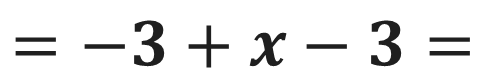 = −3 + x − 3 =